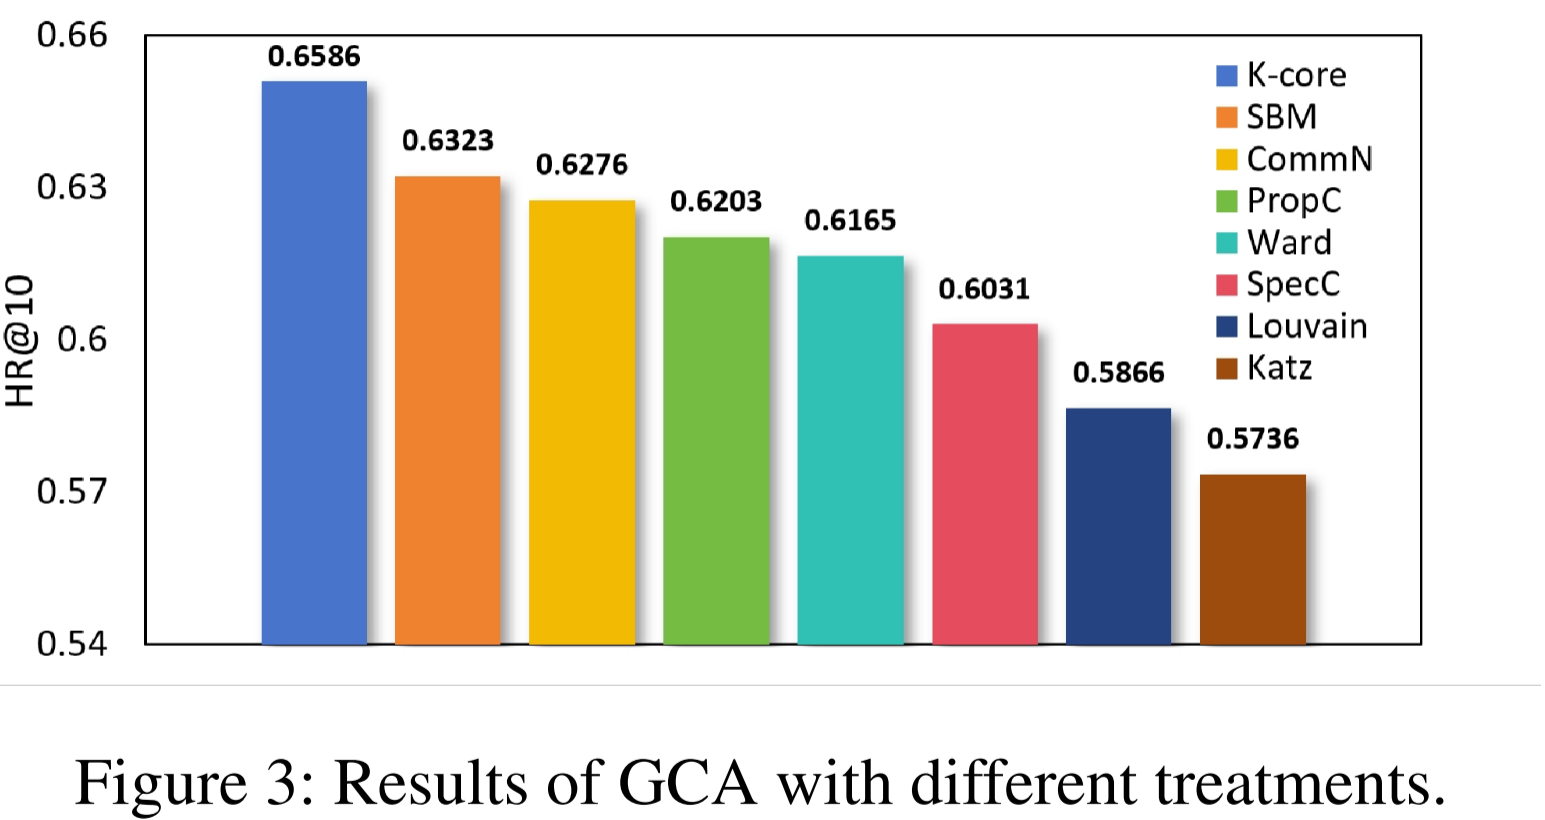 0.66
0.63
0.6
0.57
0.54
HR@10
0.6586
0.6323
0.6276
0.6203
0.6165
0.6031
0.5866
0.5736
K-core
SBM
CommN
PropC
Ward
SpecC
Louvain
Katz
Figure 3: Results of GCA with different treatments.